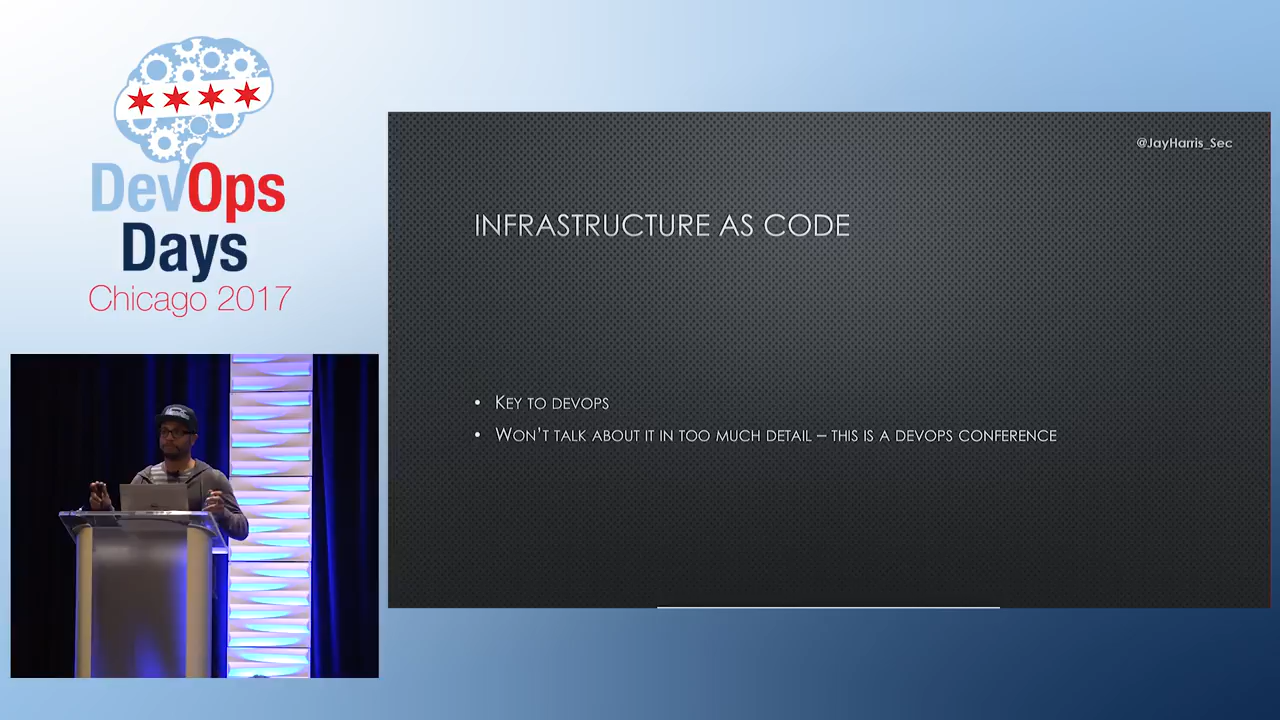 DevOps
Days
Chicago 2017
@JayHarris_Sec
INFRASTRUCTURE AS CODE
• KEY TO DEVOPS
• WON'T TALK ABOUT IT IN TOO MUCH DETAIL – THIS IS A DEVOPS CONFERENCE